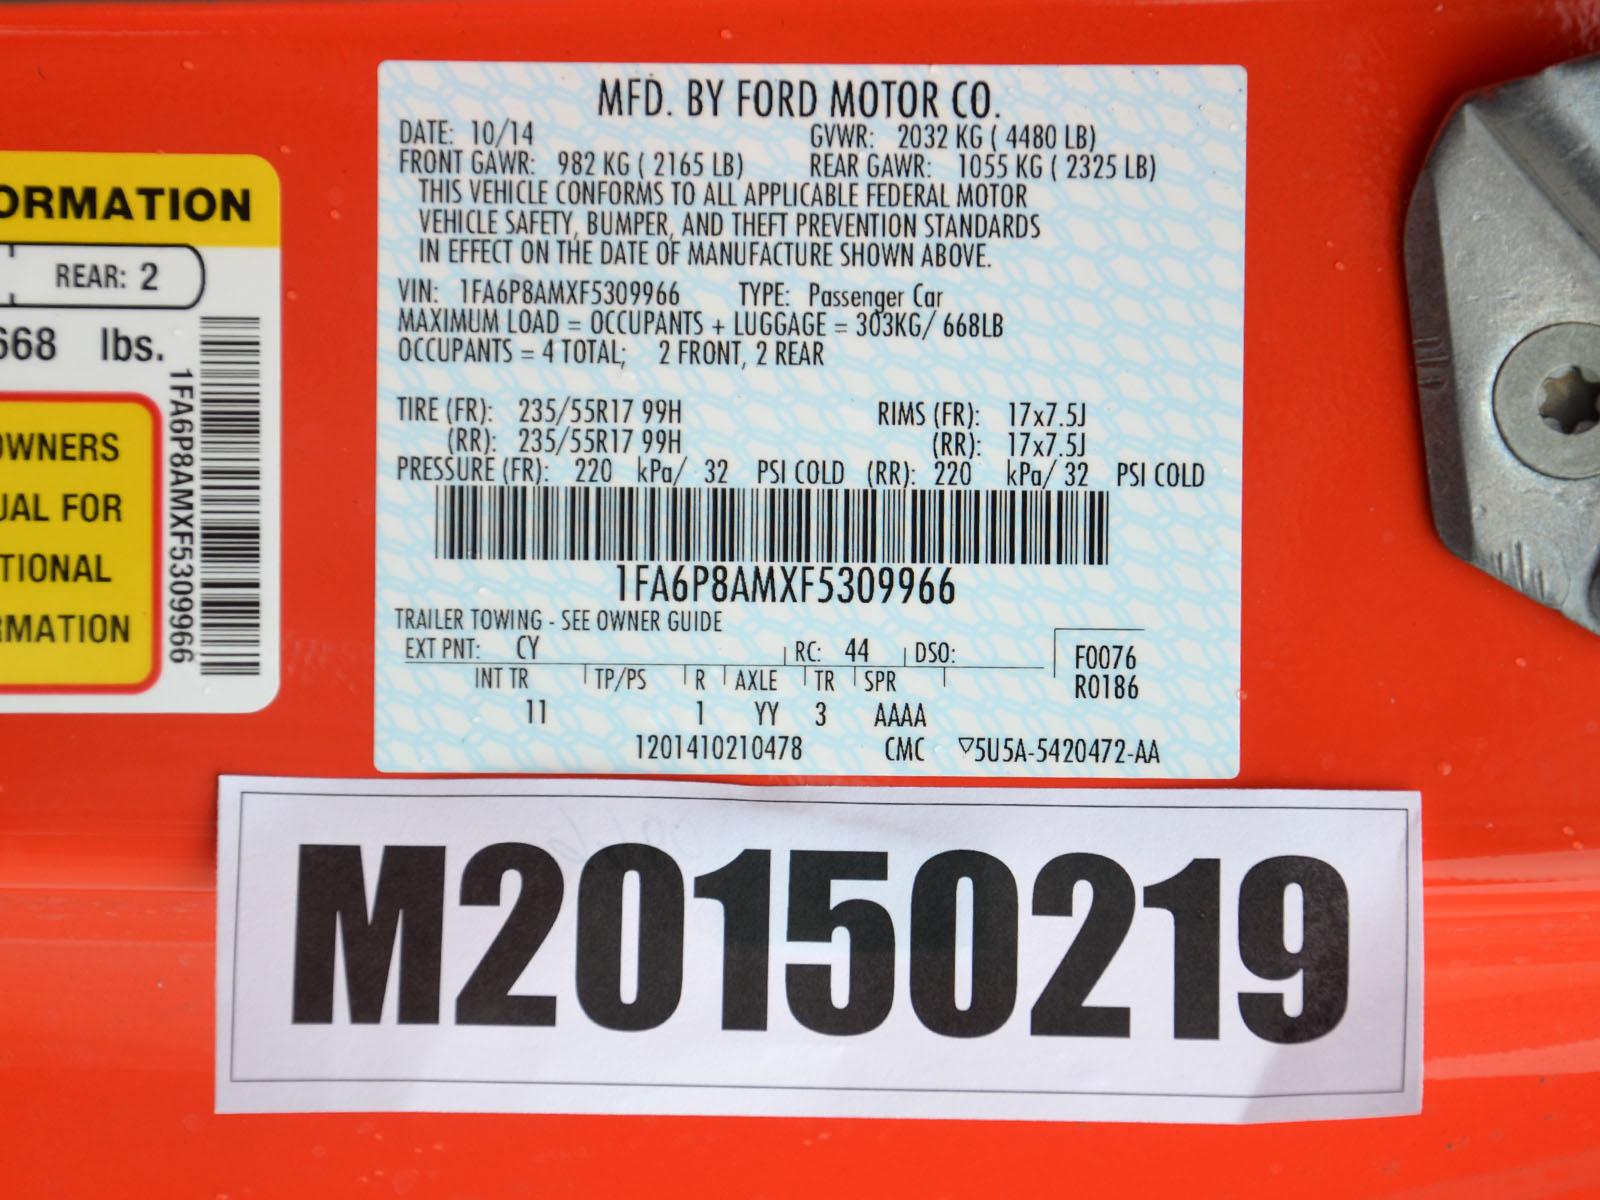 MFD. BY FORD MOTOR CO.
DATE: 10/14 GVWR: 2032 KG ( 4480 LB)
FRONT GAWR: 982 KG ( 2165 LB) REAR GAWR: 1055 KG ( 2325 LB)
THIS VEHICLE CONFORMS TO ALL APPLICABLE FEDERAL MOTOR
VEHICLE SAFETY, BUMPER, AND THEFT PREVENTION STANDARDS
IN EFFECT ON THE DATE OF MANUFACTURE SHOWN ABOVE.
VIN: 1FA6P8AMXF5309966 TYPE: Passenger Car
MAXIMUM LOAD = OCCUPANTS + LUGGAGE = 303KG/ 668LB
OCCUPANTS = 4 TOTAL; 2 FRONT, 2 REAR
TIRE (FR): 235/55R17 99H RIMS (FR): 17x7.5J
(RR): 235/55R17 99H (RR): 17x7.5J
PRESSURE (FR): 220 kPa/ 32 PSI COLD (RR): 220 kPa/ 32 PSI COLD
1FA6P8AMXF5309966
TRAILER TOWING - SEE OWNER GUIDE
EXT PNT: CY RC: 44 DSO: F0076
INT TR TP/PS R AXLE TR SPR R0186
11 1 YY 3 AAAA
1201410210478 CMC ▽5U5A-5420472-AA
ORMATION
REAR: 2
668 lbs.
OWNERS
UAL FOR
TIONAL
RMATION
1FA6P8AMXF5309966
M20150219